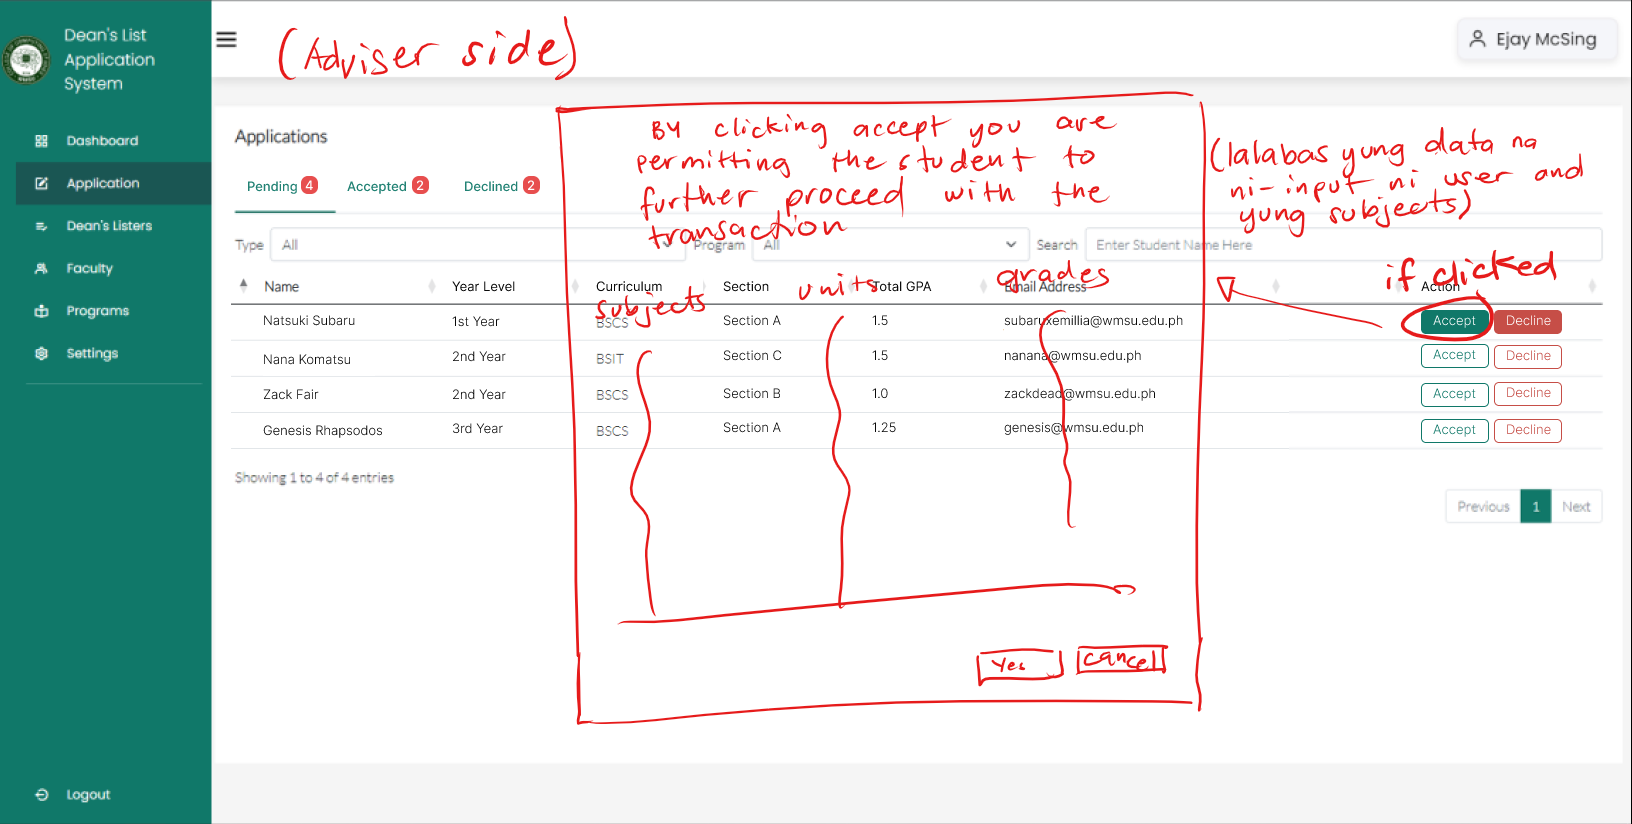 Dean's List
Application
System
(Adviser side)
Ejay McSing
Dashboard
Application
Dean's Listers
Faculty
Programs
Settings
Logout
Applications
Pending 4
Accepted 2
Declined 2
By clicking accept you are
permitting the student to
further proceed with the
transaction
(lalabas yung data na
ni-input ni user and
yung subjects)
Type All
Program All
Search Enter Student Name Here
if clicked
subjects units grades
Name Year Level Curriculum Section Total GPA Email Address Action
Natsuki Subaru 1st Year BSCS Section A 1.5 subaruxemillia@wmsu.edu.ph Accept Decline
Nana Komatsu 2nd Year BSIT Section C 1.5 nanana@wmsu.edu.ph Accept Decline
Zack Fair 2nd Year BSCS Section B 1.0 zackdead@wmsu.edu.ph Accept Decline
Genesis Rhapsodos 3rd Year BSCS Section A 1.25 genesis@wmsu.edu.ph Accept Decline
Showing 1 to 4 of 4 entries
Previous 1 Next
Yes cancel